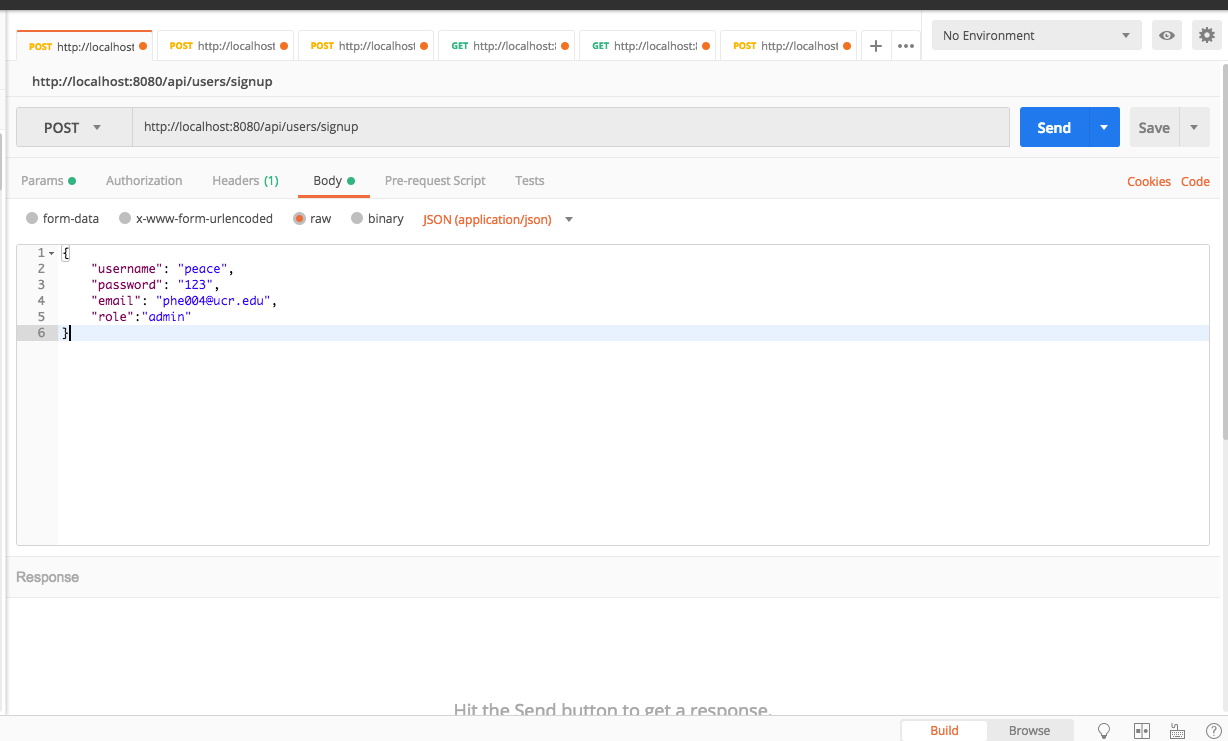 POST http://localhost POST http://localhost POST http://localhost GET http://localhost: GET http://localhost: POST http://localhost + ••• No Environment
http://localhost:8080/api/users/signup
POST http://localhost:8080/api/users/signup Send Save
Params Authorization Headers (1) Body Pre-request Script Tests Cookies Code
form-data x-www-form-urlencoded raw binary JSON (application/json)
1 {
2 "username": "peace",
3 "password": "123",
4 "email": "phe004@ucr.edu",
5 "role":"admin"
6 }
Response
Hit the Send button to get a response.
Build Browse ?